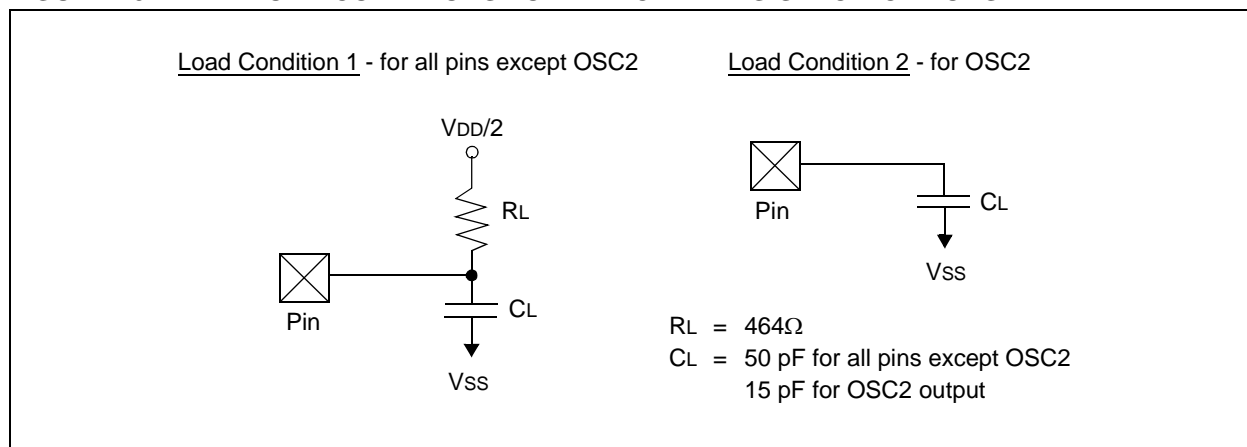 Load Condition 1 - for all pins except OSC2
Load Condition 2 - for OSC2
VDD/2
RL
Pin
CL
VSS
Pin
CL
VSS
RL = 464Ω
CL = 50 pF for all pins except OSC2
15 pF for OSC2 output